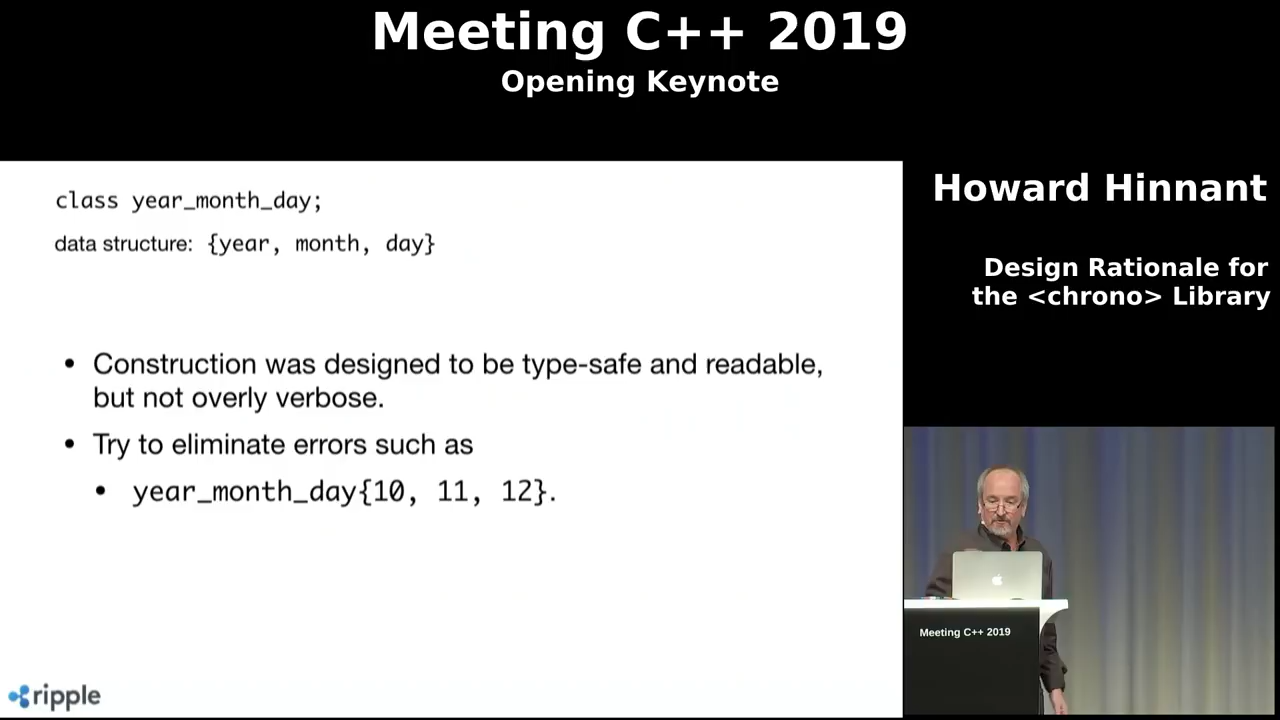 Meeting C++ 2019
Opening Keynote
class year_month_day;
data structure: {year, month, day}
• Construction was designed to be type-safe and readable,
but not overly verbose.
• Try to eliminate errors such as
• year_month_day{10, 11, 12}.
ripple
Howard Hinnant
Design Rationale for
the <chrono> Library
Meeting C++ 2019